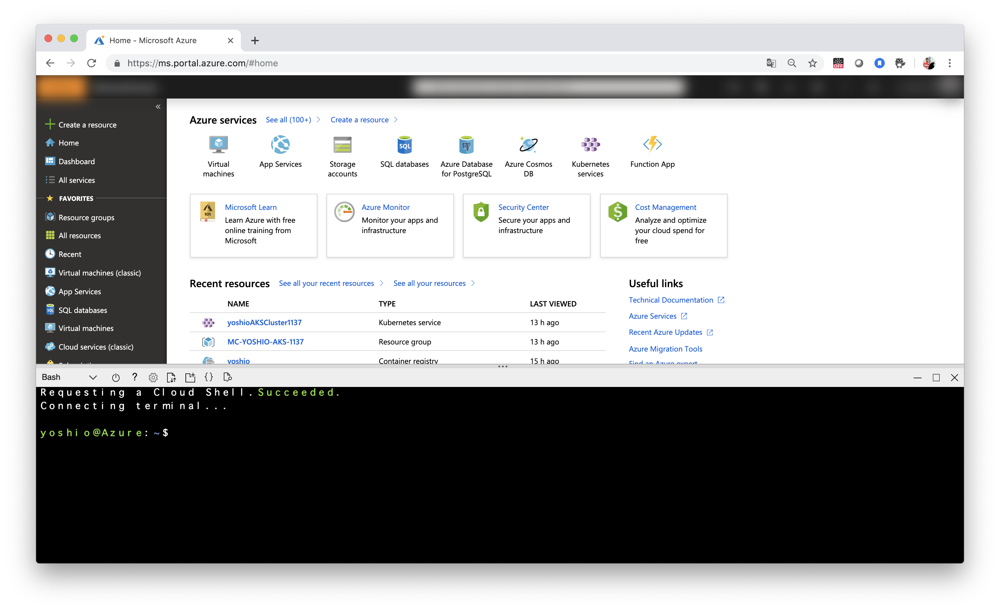 Home - Microsoft Azure
https://ms.portal.azure.com/#home
OFF
Create a resource
Home
Dashboard
All services
FAVORITES
Resource groups
All resources
Recent
Virtual machines (classic)
App Services
SQL databases
Virtual machines
Cloud services (classic)
Azure services See all (100+) Create a resource
SQL
Virtual machines
App Services
Storage accounts
SQL databases
Azure Database for PostgreSQL
Azure Cosmos DB
Kubernetes services
Function App
101
Microsoft Learn
Learn Azure with free
online training from
Microsoft
Azure Monitor
Monitor your apps and
infrastructure
Security Center
Secure your apps and
infrastructure
Cost Management
Analyze and optimize
your cloud spend for
free
Recent resources See all your recent resources See all your resources
NAME TYPE LAST VIEWED
yoshioAKSCluster1137 Kubernetes service 13 h ago
MC-YOSHIO-AKS-1137 Resource group 13 h ago
yoshio Container registry 15 h ago
Useful links
Technical Documentation
Azure Services
Recent Azure Updates
Azure Migration Tools
Find an Azure expert
Bash
Requesting a Cloud Shell.Succeeded.
Connecting terminal...
yoshio@Azure:~$